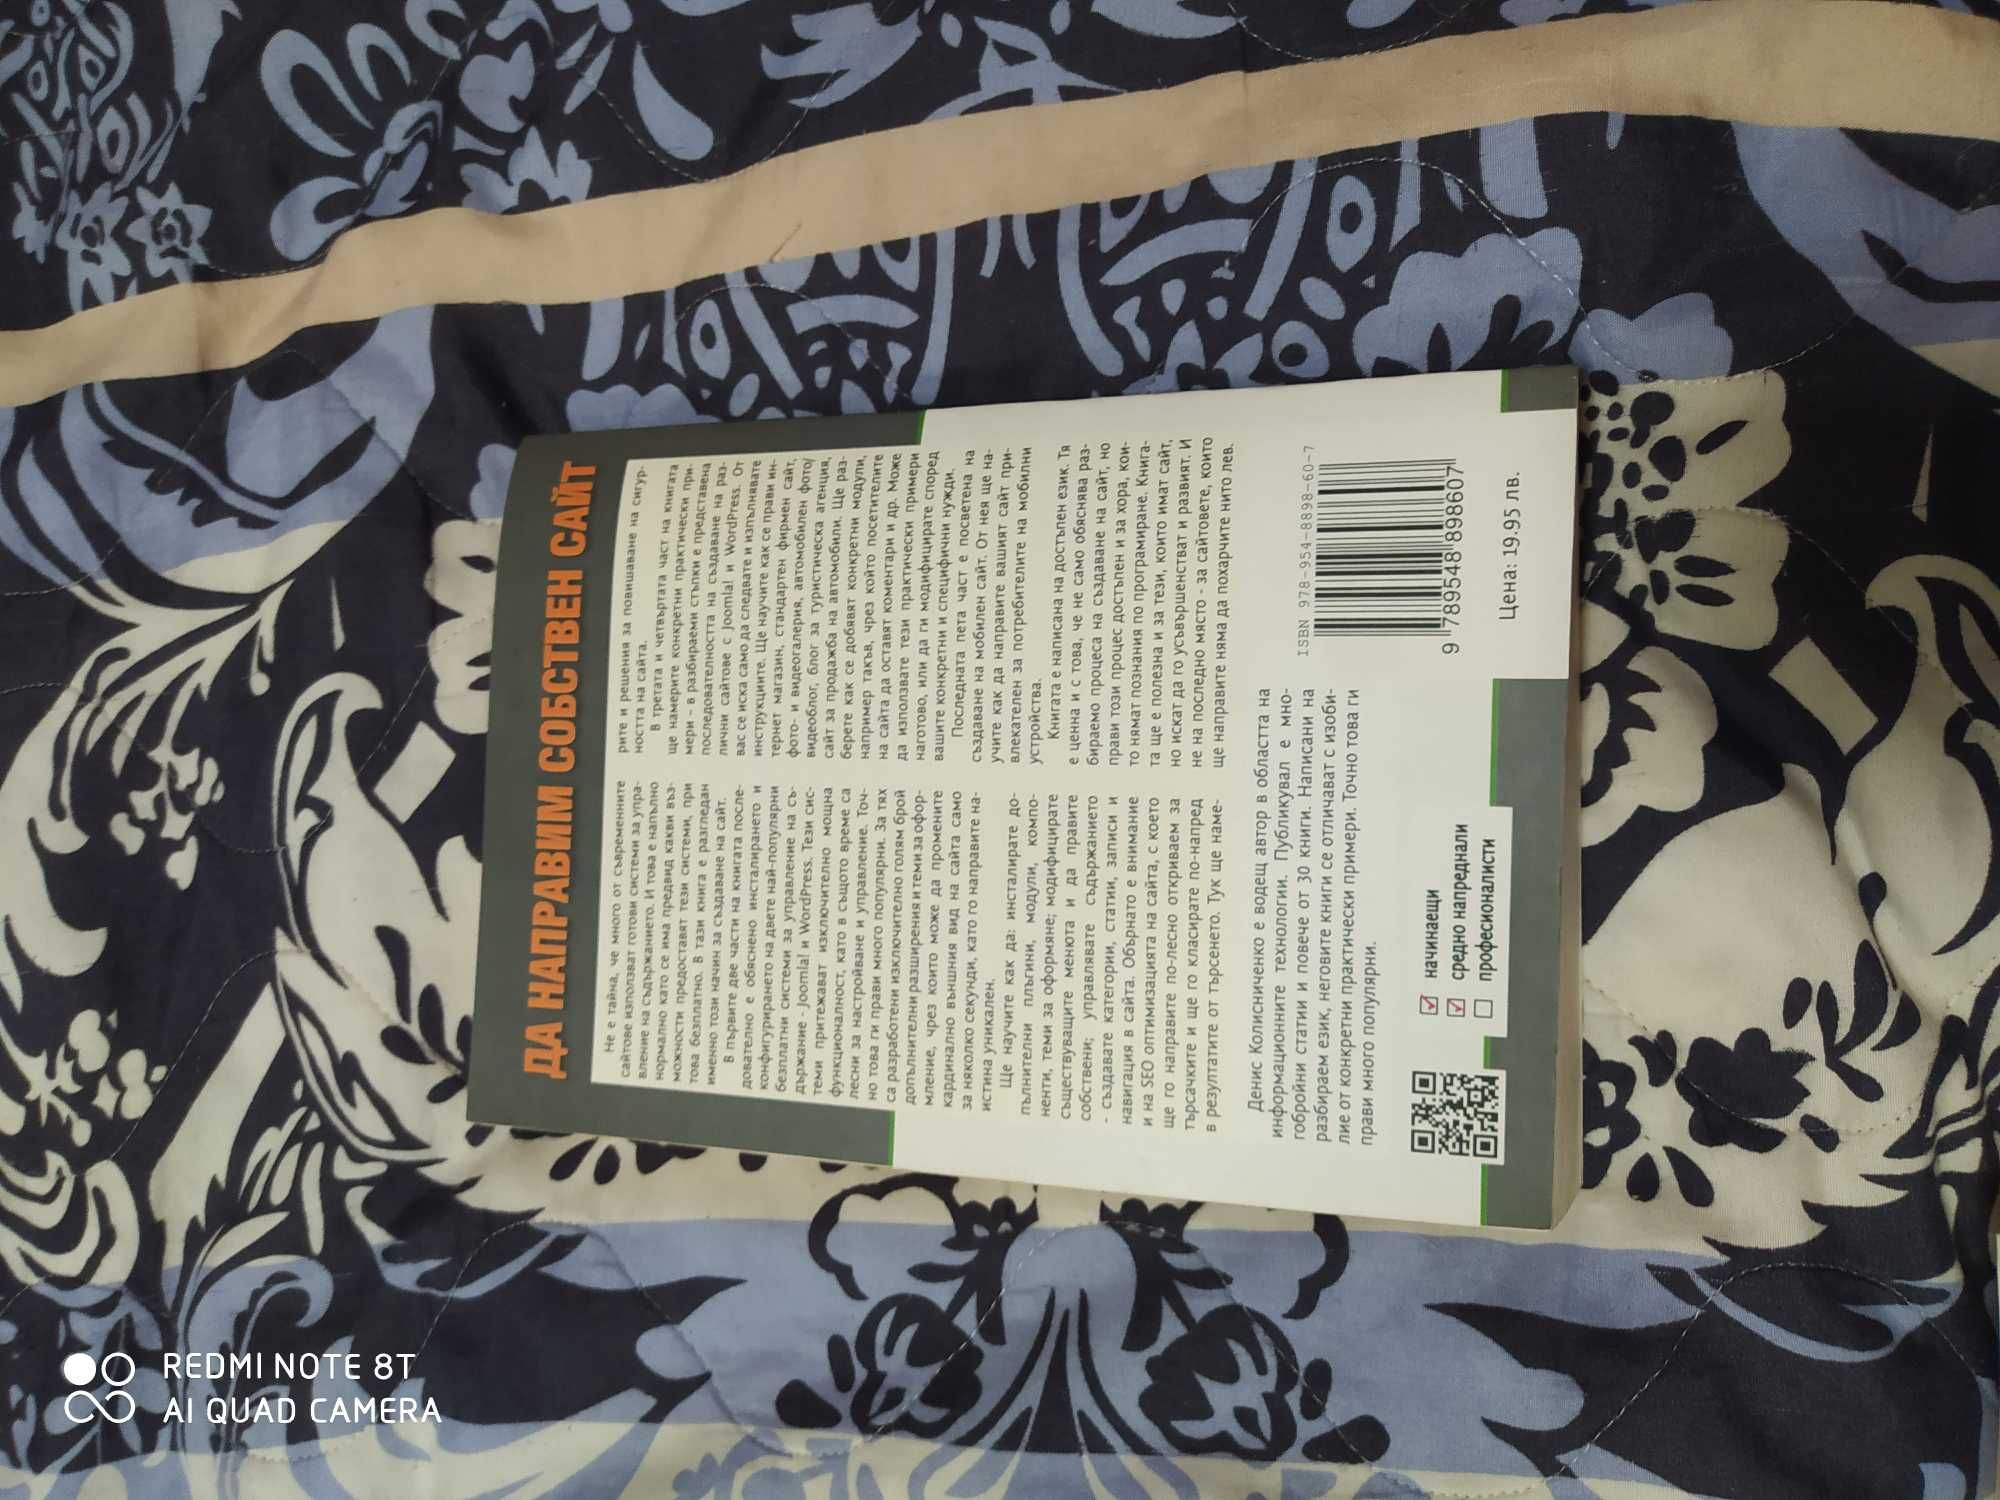 ДА НАПРАВИМ СОБСТВЕН САЙТ
Не е тайна, че много от съвременните
сайтове използват готови системи за упра-
вление на съдържанието. И това е напълно
нормално като се има предвид какви въз-
можности предоставят тези системи, при
това безплатно. В тази книга е разгледан
именно този начин за създаване на сайт.
В първите две части на книгата после-
дователно е обяснено инсталирането и
конфигурирането на двете най-популярни
безплатни системи за управление на съ-
държание - Joomla! и WordPress. Тези сис-
теми притежават изключително мощна
функционалност, като в същото време са
лесни за настройване и управление. Точ-
но това ги прави много популярни. За тях
са разработени изключително голям брой
допълнителни разширения и теми за офор-
мление, чрез които може да промените
кардинално външния вид на сайта само
за няколко секунди, като го направите на-
истина уникален.
Ще научите как да: инсталирате до-
пълнителни плъгини, модули, компо-
ненти, теми за оформяне; модифицирате
съществуващите менюта и да правите
собствени; управлявате съдържанието
- създавате категории, статии, записи и
навигация в сайта. Обърнато е внимание
и на SEO оптимизацията на сайта, с което
ще го направите по-лесно откриваем за
търсачките и ще го класирате по-напред
в резултатите от търсенето. Тук ще наме-
рите и решения за повишаване на сигур-
ността на сайта.
В третата и четвъртата част на книгата
ще намерите конкретни практически при-
мери - в разбираеми стъпки е представена
последователността на създаване на раз-
лични сайтове с Joomla! и WordPress. От
вас се иска само да следвате и изпълнявате
инструкциите. Ще научите как се прави ин-
тернет магазин, стандартен фирмен сайт,
фото- и видеогалерия, автомобилен фото/
видеоблог, блог за туристическа агенция,
сайт за продажба на автомобили. Ще раз-
берете как се добавят конкретни модули,
например такъв, чрез който посетителите
на сайта да оставят коментари и др. Може
да използвате тези практически примери
наготово, или да ги модифицирате според
вашите конкретни и специфични нужди.
Последната пета част е посветена на
създаване на мобилен сайт. От нея ще на-
учите как да направите вашият сайт при-
влекателен за потребителите на мобилни
устройства.
Книгата е написана на достъпен език. Тя
е ценна и с това, че не само обяснява раз-
бираемо процеса на създаване на сайт, но
прави този процес достъпен и за хора, кои-
то нямат познания по програмиране. Книга-
та ще е полезна и за тези, които имат сайт,
но искат да го усъвършенстват и развият. И
не на последно място - за сайтовете, които
ще направите няма да похарчите нито лев.
Денис Колисниченко е водещ автор в областта на
информационните технологии. Публикувал е мно-
гобройни статии и повече от 30 книги. Написани на
разбираем език, неговите книги се отличават с изоби-
лие от конкретни практически примери. Точно това ги
прави много популярни.
начинаещи
средно напреднали
професионалисти
ISBN 978-954-8898-60-7
9 789548 898607
Цена: 19.95 лв.
REDMI NOTE 8T
AI QUAD CAMERA